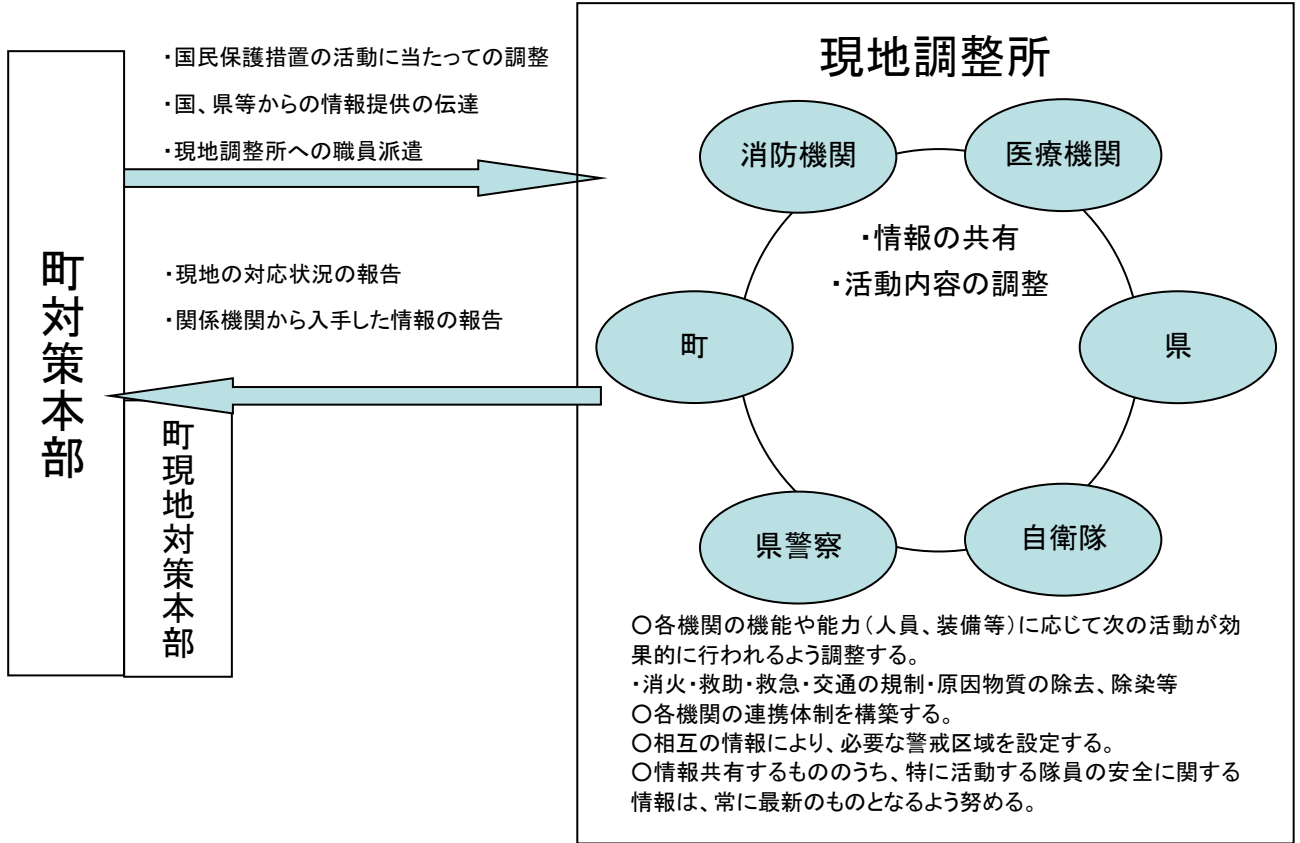 ・国民保護措置の活動に当たっての調整
・国、県等からの情報提供の伝達
・現地調整所への職員派遣
町対策本部
・現地の対応状況の報告
・関係機関から入手した情報の報告
町現地対策本部
現地調整所
消防機関
医療機関
・情報の共有
・活動内容の調整
町
県
県警察
自衛隊
○各機関の機能や能力（人員、装備等）に応じて次の活動が効
果的に行われるよう調整する。
・消火・救助・救急・交通の規制・原因物質の除去、除染等
○各機関の連携体制を構築する。
○相互の情報により、必要な警戒区域を設定する。
○情報共有するもののうち、特に活動する隊員の安全に関する
情報は、常に最新のものとなるよう努める。